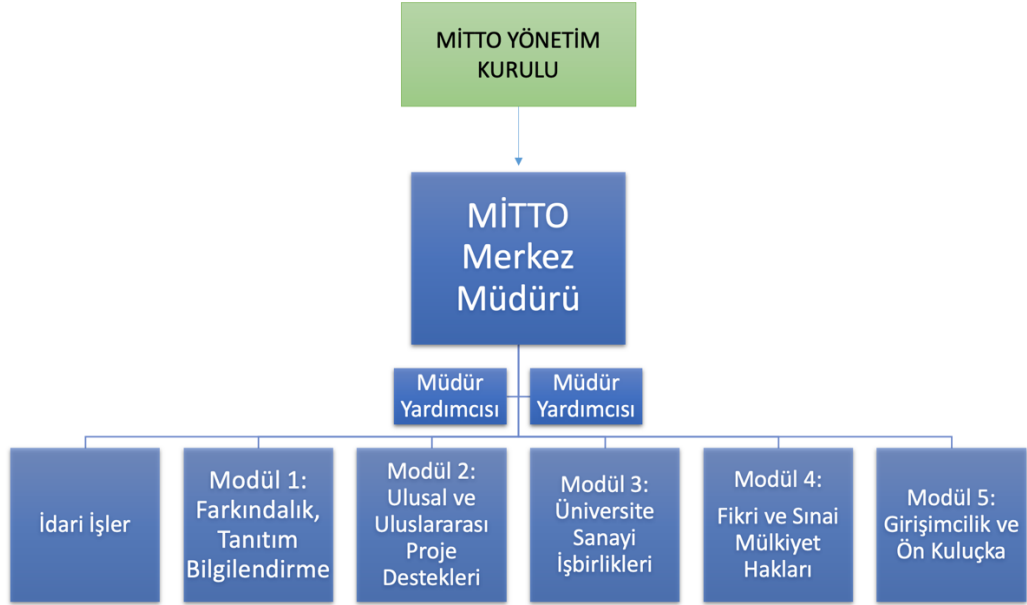 MİTTO YÖNETİM
KURULU
MİTTO
Merkez
Müdürü
Müdür
Yardımcısı
Müdür
Yardımcısı
İdari İşler
Modül 1:
Farkındalık,
Tanıtım
Bilgilendirme
Modül 2:
Ulusal ve
Uluslararası
Proje
Destekleri
Modül 3:
Üniversite
Sanayi
İşbirlikleri
Modül 4:
Fikri ve Sınai
Mülkiyet
Hakları
Modül 5:
Girişimcilik ve
Ön Kuluçka